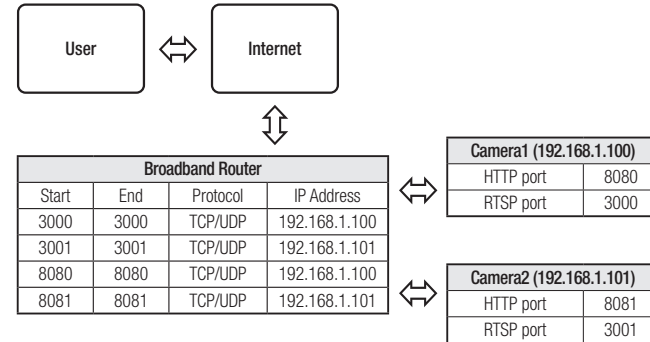 User
Internet
Broadband Router
Start End Protocol IP Address
3000 3000 TCP/UDP 192.168.1.100
3001 3001 TCP/UDP 192.168.1.101
8080 8080 TCP/UDP 192.168.1.100
8081 8081 TCP/UDP 192.168.1.101
Camera1 (192.168.1.100)
HTTP port 8080
RTSP port 3000
Camera2 (192.168.1.101)
HTTP port 8081
RTSP port 3001